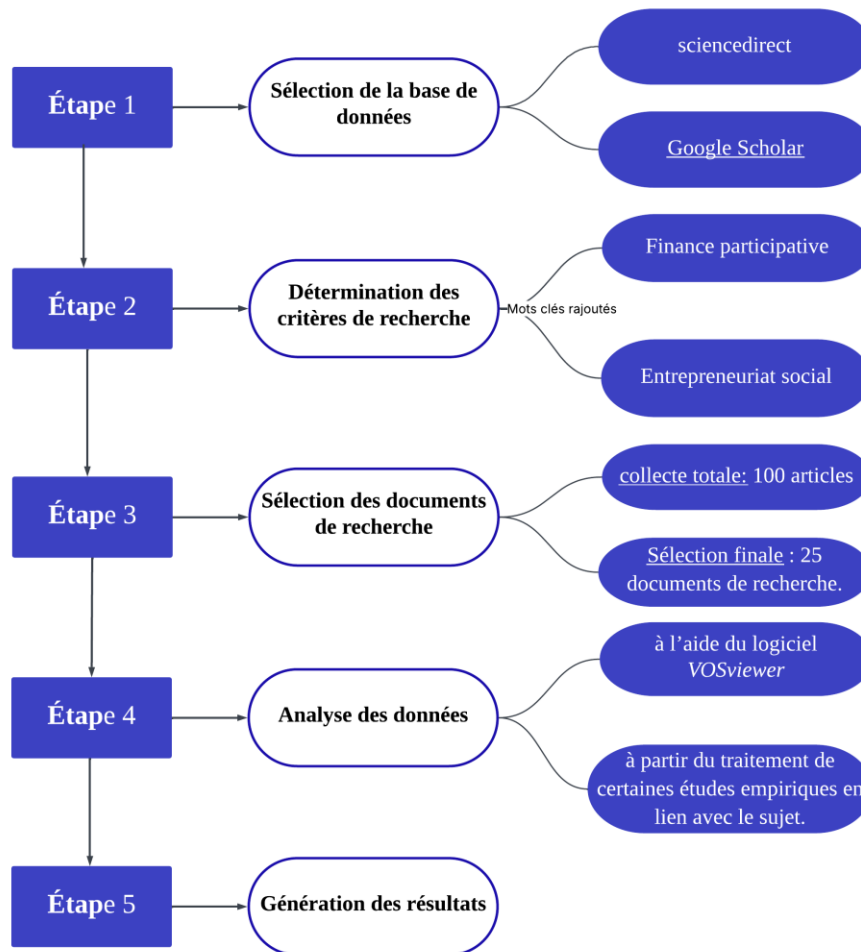 sciencedirect
Étape 1
Sélection de la base de
données
Google Scholar
Finance participative
Étape 2
Détermination des
critères de recherche
Mots clés rajoutés
Entrepreneuriat social
collecte totale: 100 articles
Étape 3
Sélection des documents
de recherche
Sélection finale : 25
documents de recherche.
à l’aide du logiciel
VOSviewer
Étape 4
Analyse des données
à partir du traitement de
certaines études empiriques en
lien avec le sujet.
Étape 5
Génération des résultats